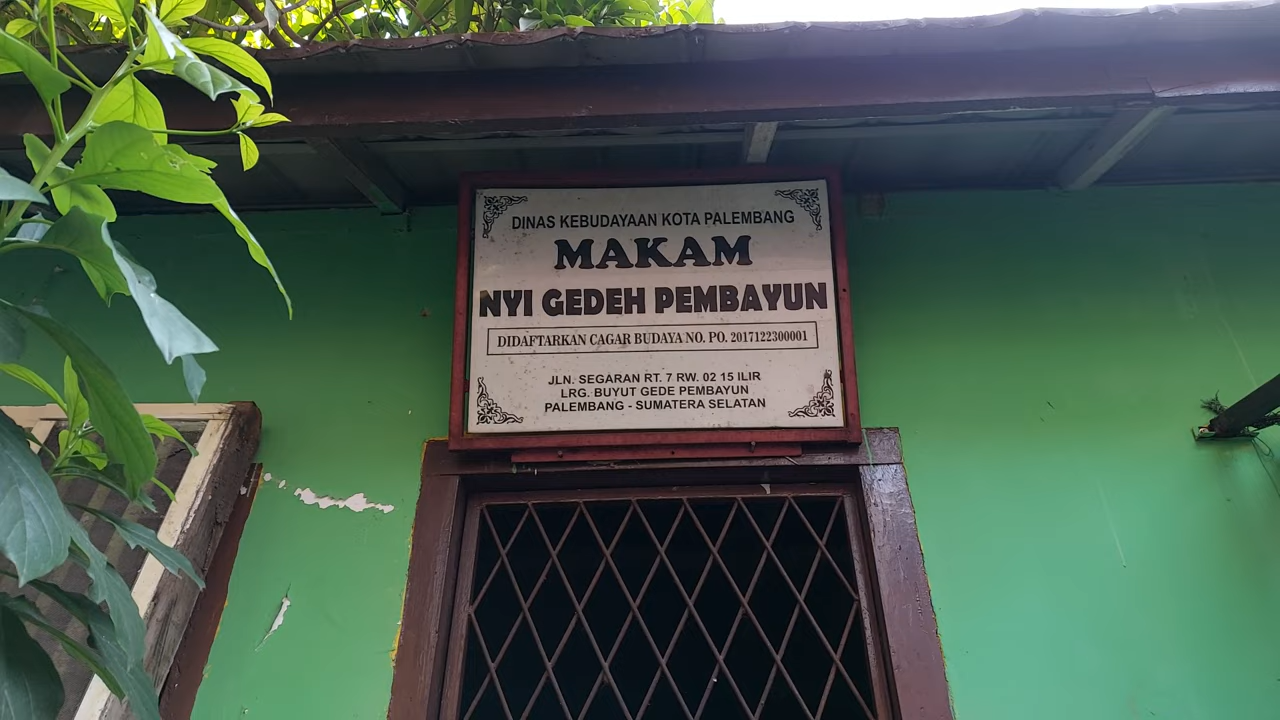 DINAS KEBUDAYAAN KOTA PALEMBANG
MAKAM
NYI GEDEH PEMBAYUN
DIDAFTARKAN CAGAR BUDAYA NO. PO. 2017122300001
JLN. SEGARAN RT. 7 RW. 02 15 ILIR
LRG. BUYUT GEDE PEMBAYUN
PALEMBANG - SUMATERA SELATAN